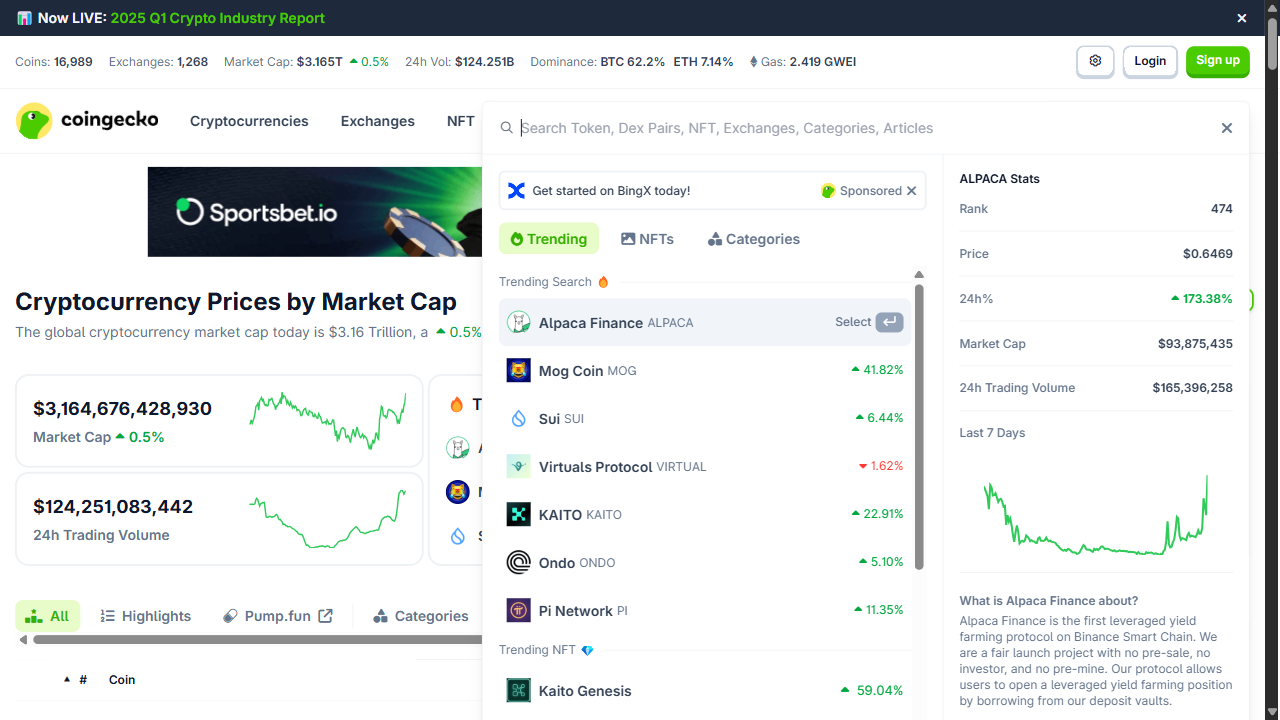 Now LIVE: 2025 Q1 Crypto Industry Report
Coins: 16,989 Exchanges: 1,268 Market Cap: $3.165T 0.5% 24h Vol: $124.251B Dominance: BTC 62.2% ETH 7.14% Gas: 2.419 GWEI
Login
Sign up
coingecko
Cryptocurrencies
Exchanges
NFT
Search Token, Dex Pairs, NFT, Exchanges, Categories, Articles
Sportsbet.io
Cryptocurrency Prices by Market Cap
The global cryptocurrency market cap today is $3.16 Trillion, a 0.5%
$3,164,676,428,930
Market Cap 0.5%
$124,251,083,442
24h Trading Volume
All
Highlights
Pump.fun
Categories
# Coin
Get started on BingX today!
Sponsored
Trending
NFTs
Categories
Trending Search
Alpaca Finance ALPACA Select
Mog Coin MOG 41.82%
Sui SUI 6.44%
Virtuals Protocol VIRTUAL 1.62%
KAITO KAITO 22.91%
Ondo ONDO 5.10%
Pi Network PI 11.35%
Trending NFT
Kaito Genesis 59.04%
ALPACA Stats
Rank 474
Price $0.6469
24h% 173.38%
Market Cap $93,875,435
24h Trading Volume $165,396,258
Last 7 Days
What is Alpaca Finance about?
Alpaca Finance is the first leveraged yield
farming protocol on Binance Smart Chain. We
are a fair launch project with no pre-sale, no
investor, and no pre-mine. Our protocol allows
users to open a leveraged yield farming position
by borrowing from our deposit vaults.